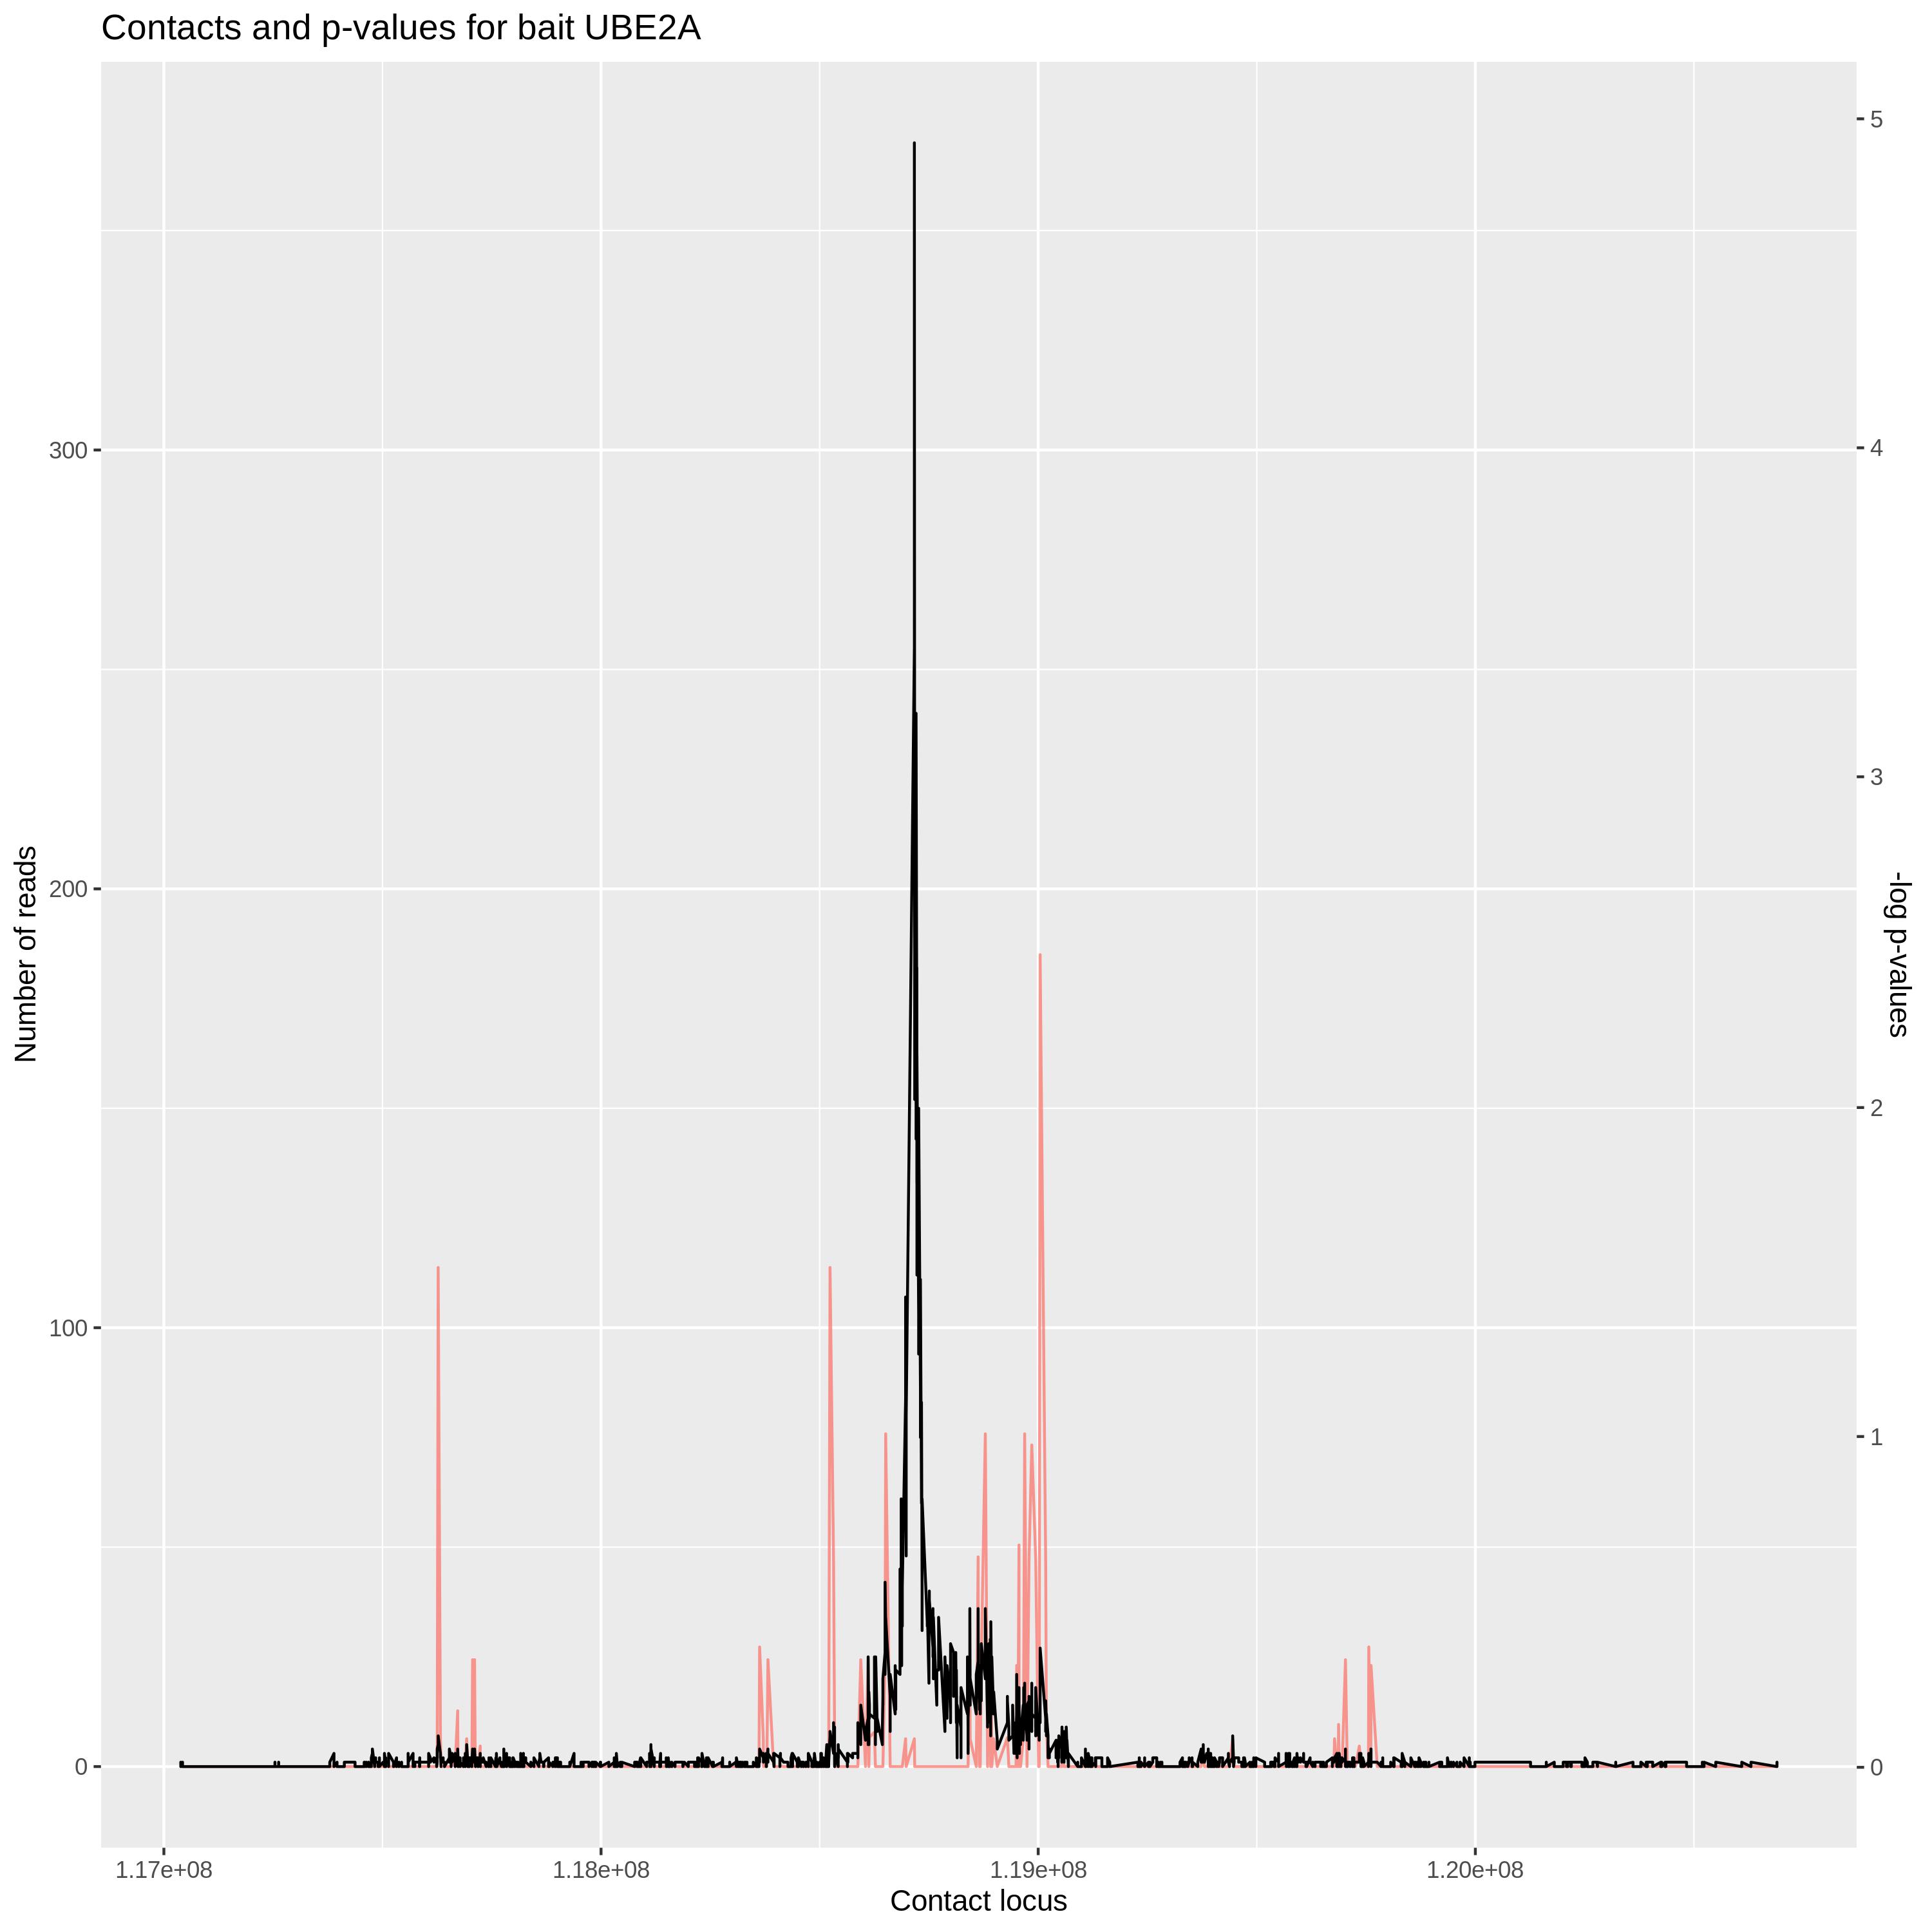 Contacts and p-values for bait UBE2A
Number of reads
300
200
100
0
5
4
3
2
1
0
-log p-values
1.17e+08
1.18e+08
1.19e+08
1.20e+08
Contact locus